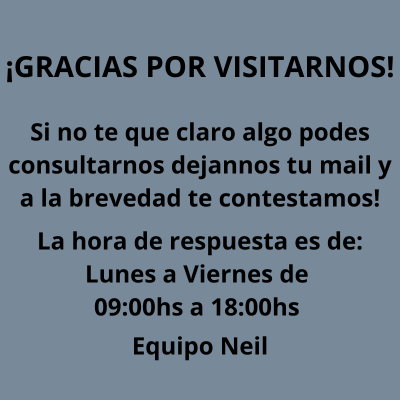 ¡GRACIAS POR VISITARNOS!
Si no te que claro algo podes
consultarnos dejannos tu mail y
a la brevedad te contestamos!
La hora de respuesta es de:
Lunes a Viernes de
09:00hs a 18:00hs
Equipo Neil